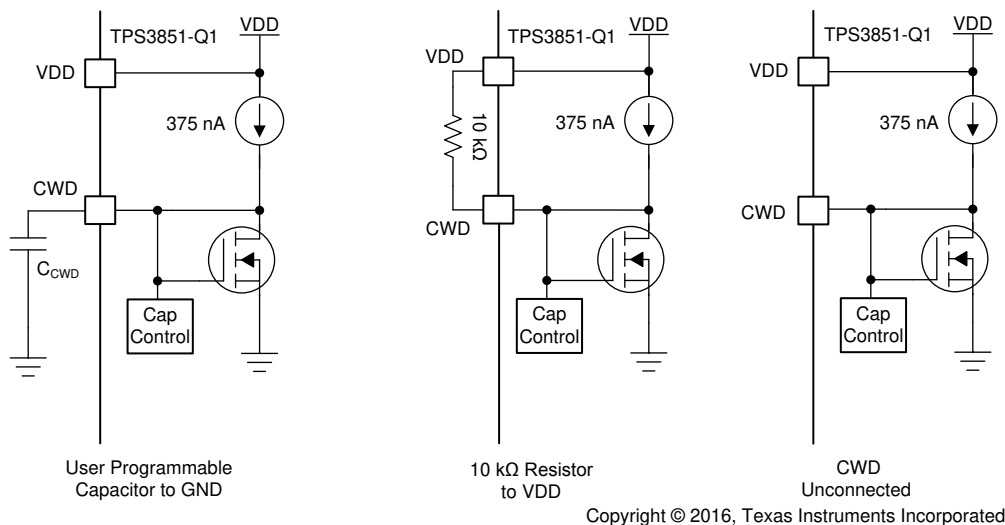 TPS3851-Q1
VDD
VDD
375 nA
CWD
CCWD
Cap
Control
User Programmable
Capacitor to GND
TPS3851-Q1
VDD
VDD
375 nA
10 kΩ
CWD
Cap
Control
10 kΩ Resistor
to VDD
TPS3851-Q1
VDD
VDD
375 nA
CWD
Cap
Control
CWD
Unconnected
Copyright © 2016, Texas Instruments Incorporated